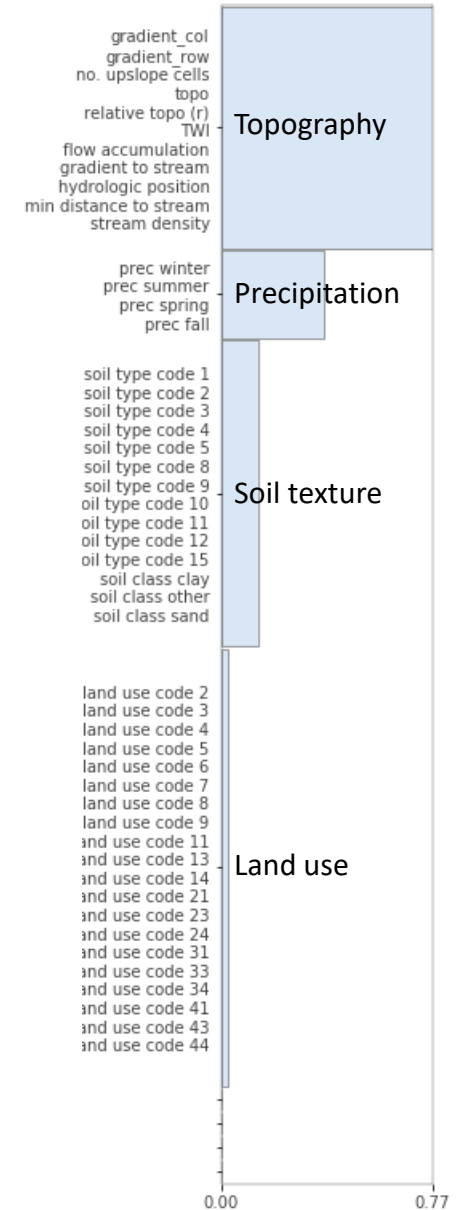 gradient_col
gradient_row
no. upslope cells
topo
relative topo (r)
TWI
flow accumulation
gradient to stream
hydrologic position
min distance to stream
stream density
Topography
prec winter
prec summer
prec spring
prec fall
Precipitation
soil type code 1
soil type code 2
soil type code 3
soil type code 4
soil type code 5
soil type code 8
soil type code 9
oil type code 10
oil type code 11
oil type code 12
oil type code 15
soil class clay
soil class other
soil class sand
Soil texture
land use code 2
land use code 3
land use code 4
land use code 5
land use code 6
land use code 7
land use code 8
land use code 9
and use code 11
and use code 13
and use code 14
and use code 21
and use code 23
and use code 24
and use code 31
and use code 33
and use code 34
and use code 41
and use code 43
and use code 44
Land use
0.00
0.77